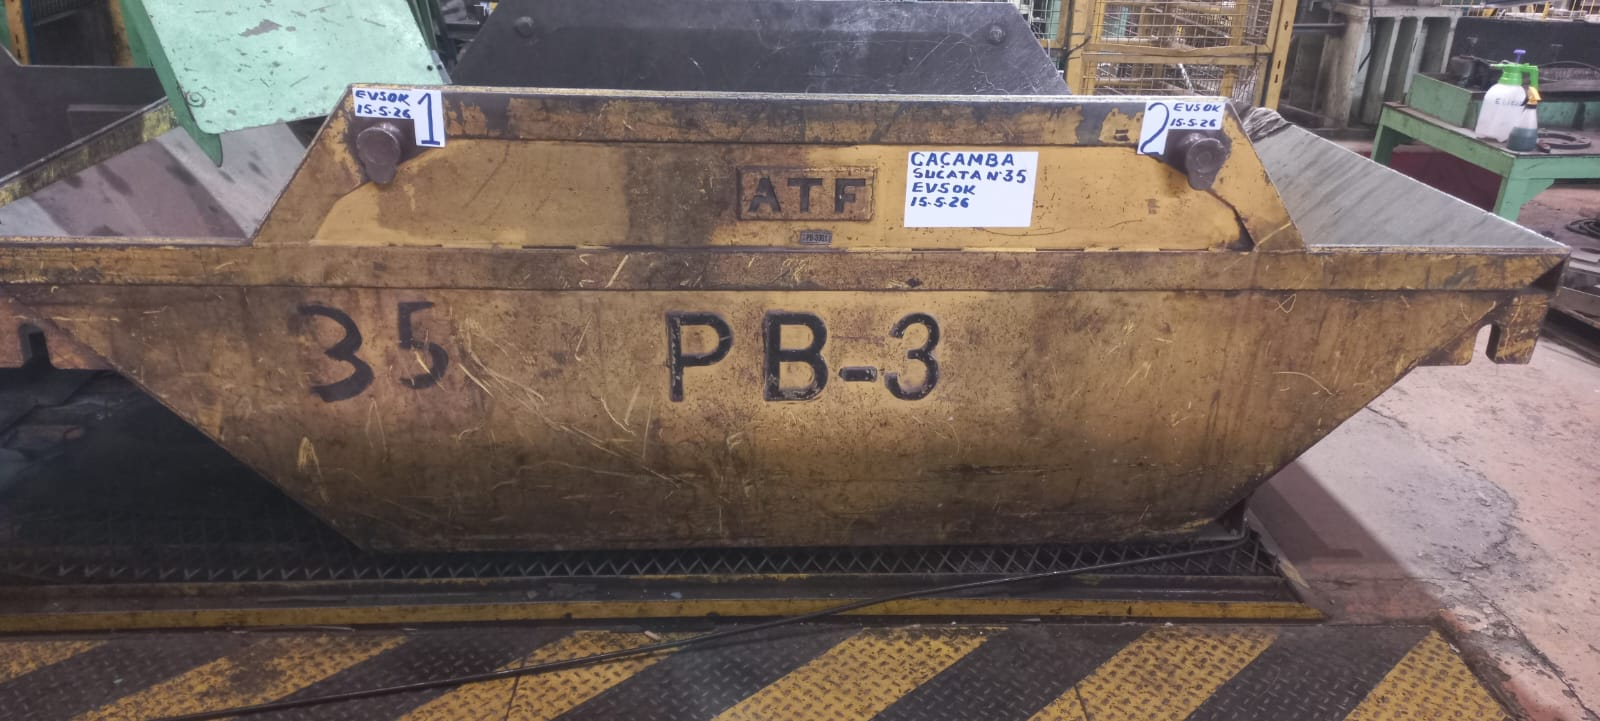 EVSOK
15.5.26
1
2
EVSOK
15.5.26
CAÇAMBA
SUCATA Nº35
EVSOK
15.5.26
ATF
35
PB-3